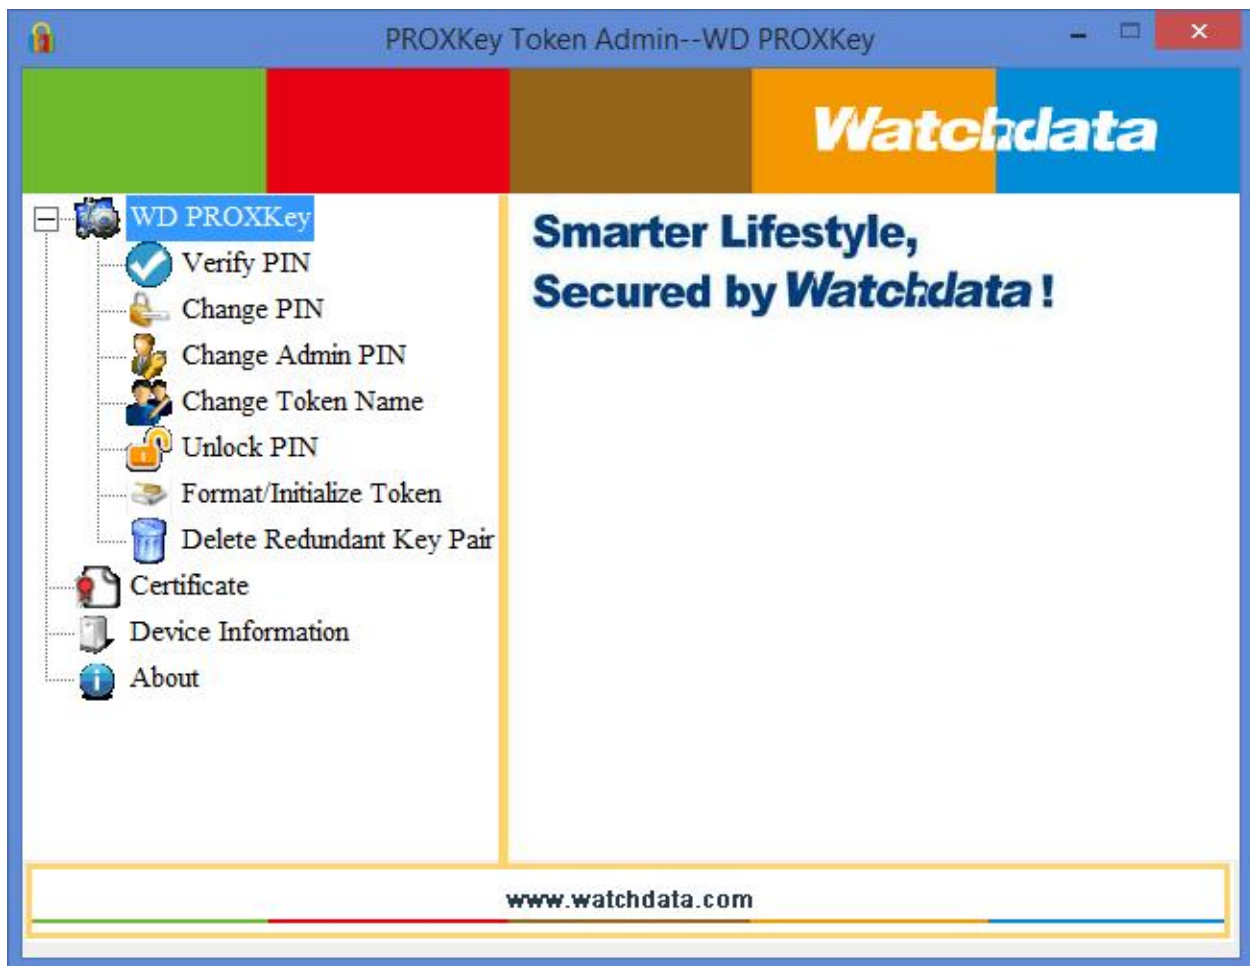 PROXKey Token Admin--WD PROXKey
Watchdata
WD PROXKey
Verify PIN
Change PIN
Change Admin PIN
Change Token Name
Unlock PIN
Format/Initialize Token
Delete Redundant Key Pair
Certificate
Device Information
About
Smarter Lifestyle,
Secured by Watchdata !
www.watchdata.com